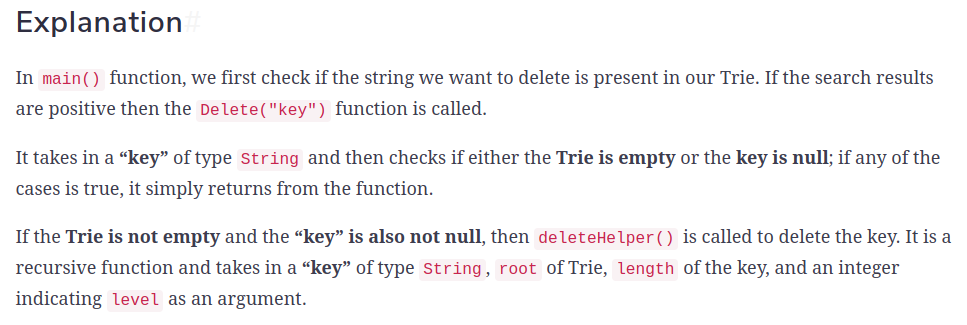 Explanation#
In main() function, we first check if the string we want to delete is present in our Trie. If the search results
are positive then the Delete("key") function is called.
It takes in a “key” of type String and then checks if either the Trie is empty or the key is null; if any of the
cases is true, it simply returns from the function.
If the Trie is not empty and the “key” is also not null, then deleteHelper() is called to delete the key. It is a
recursive function and takes in a “key” of type String, root of Trie, length of the key, and an integer
indicating level as an argument.